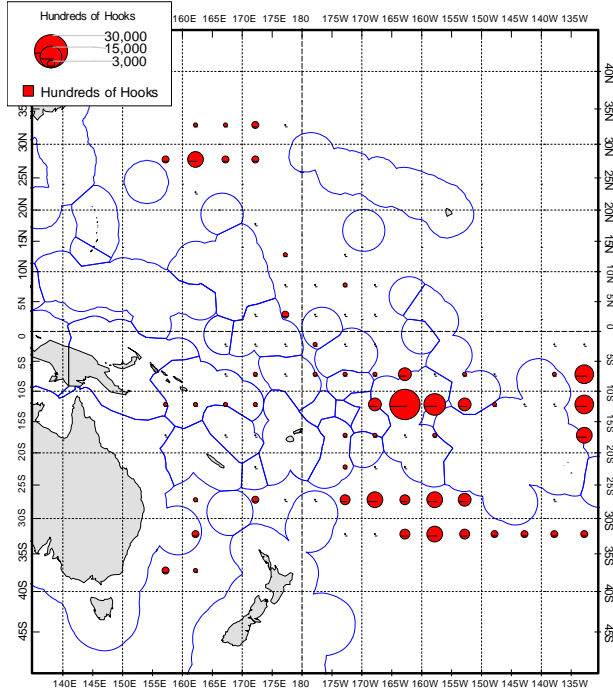 Hundreds of Hooks
30,000
15,000
3,000
Hundreds of Hooks
160E 165E 170E 175E 180 175W 170W 165W 160W 155W 150W 145W 140W 135W
40N
35N
30N
25N
20N
15N
10N
5N
0
5S
10S
15S
20S
25S
30S
35S
40S
45S
40N
35N
30N
25N
20N
15N
10N
5N
0
5S
10S
15S
20S
25S
30S
35S
40S
45S
140E 145E 150E 155E 160E 165E 170E 175E 180 175W 170W 165W 160W 155W 150W 145W 140W 135W